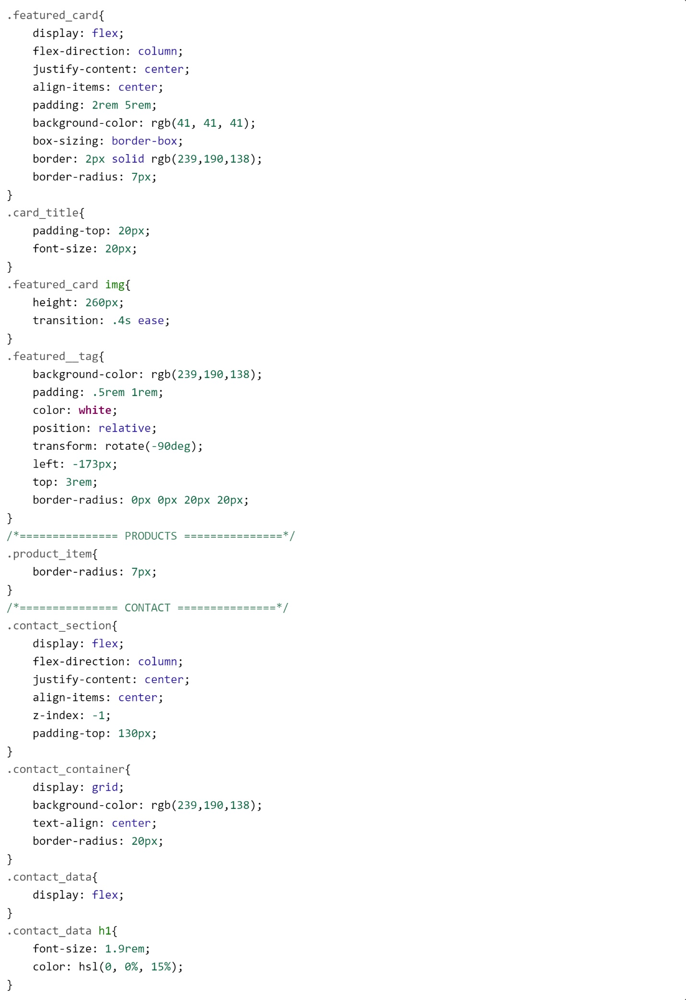 .featured_card{
    display: flex;
    flex-direction: column;
    justify-content: center;
    align-items: center;
    padding: 2rem 5rem;
    background-color: rgb(41, 41, 41);
    box-sizing: border-box;
    border: 2px solid rgb(239,190,138);
    border-radius: 7px;
}
.card_title{
    padding-top: 20px;
    font-size: 20px;
}
.featured_card img{
    height: 260px;
    transition: .4s ease;
}
.featured__tag{
    background-color: rgb(239,190,138);
    padding: .5rem 1rem;
    color: white;
    position: relative;
    transform: rotate(-90deg);
    left: -173px;
    top: 3rem;
    border-radius: 0px 0px 20px 20px;
}
/*=============== PRODUCTS ===============*/
.product_item{
    border-radius: 7px;
}
/*=============== CONTACT ===============*/
.contact_section{
    display: flex;
    flex-direction: column;
    justify-content: center;
    align-items: center;
    z-index: -1;
    padding-top: 130px;
}
.contact_container{
    display: grid;
    background-color: rgb(239,190,138);
    text-align: center;
    border-radius: 20px;
}
.contact_data{
    display: flex;
}
.contact_data h1{
    font-size: 1.9rem;
    color: hsl(0, 0%, 15%);
}